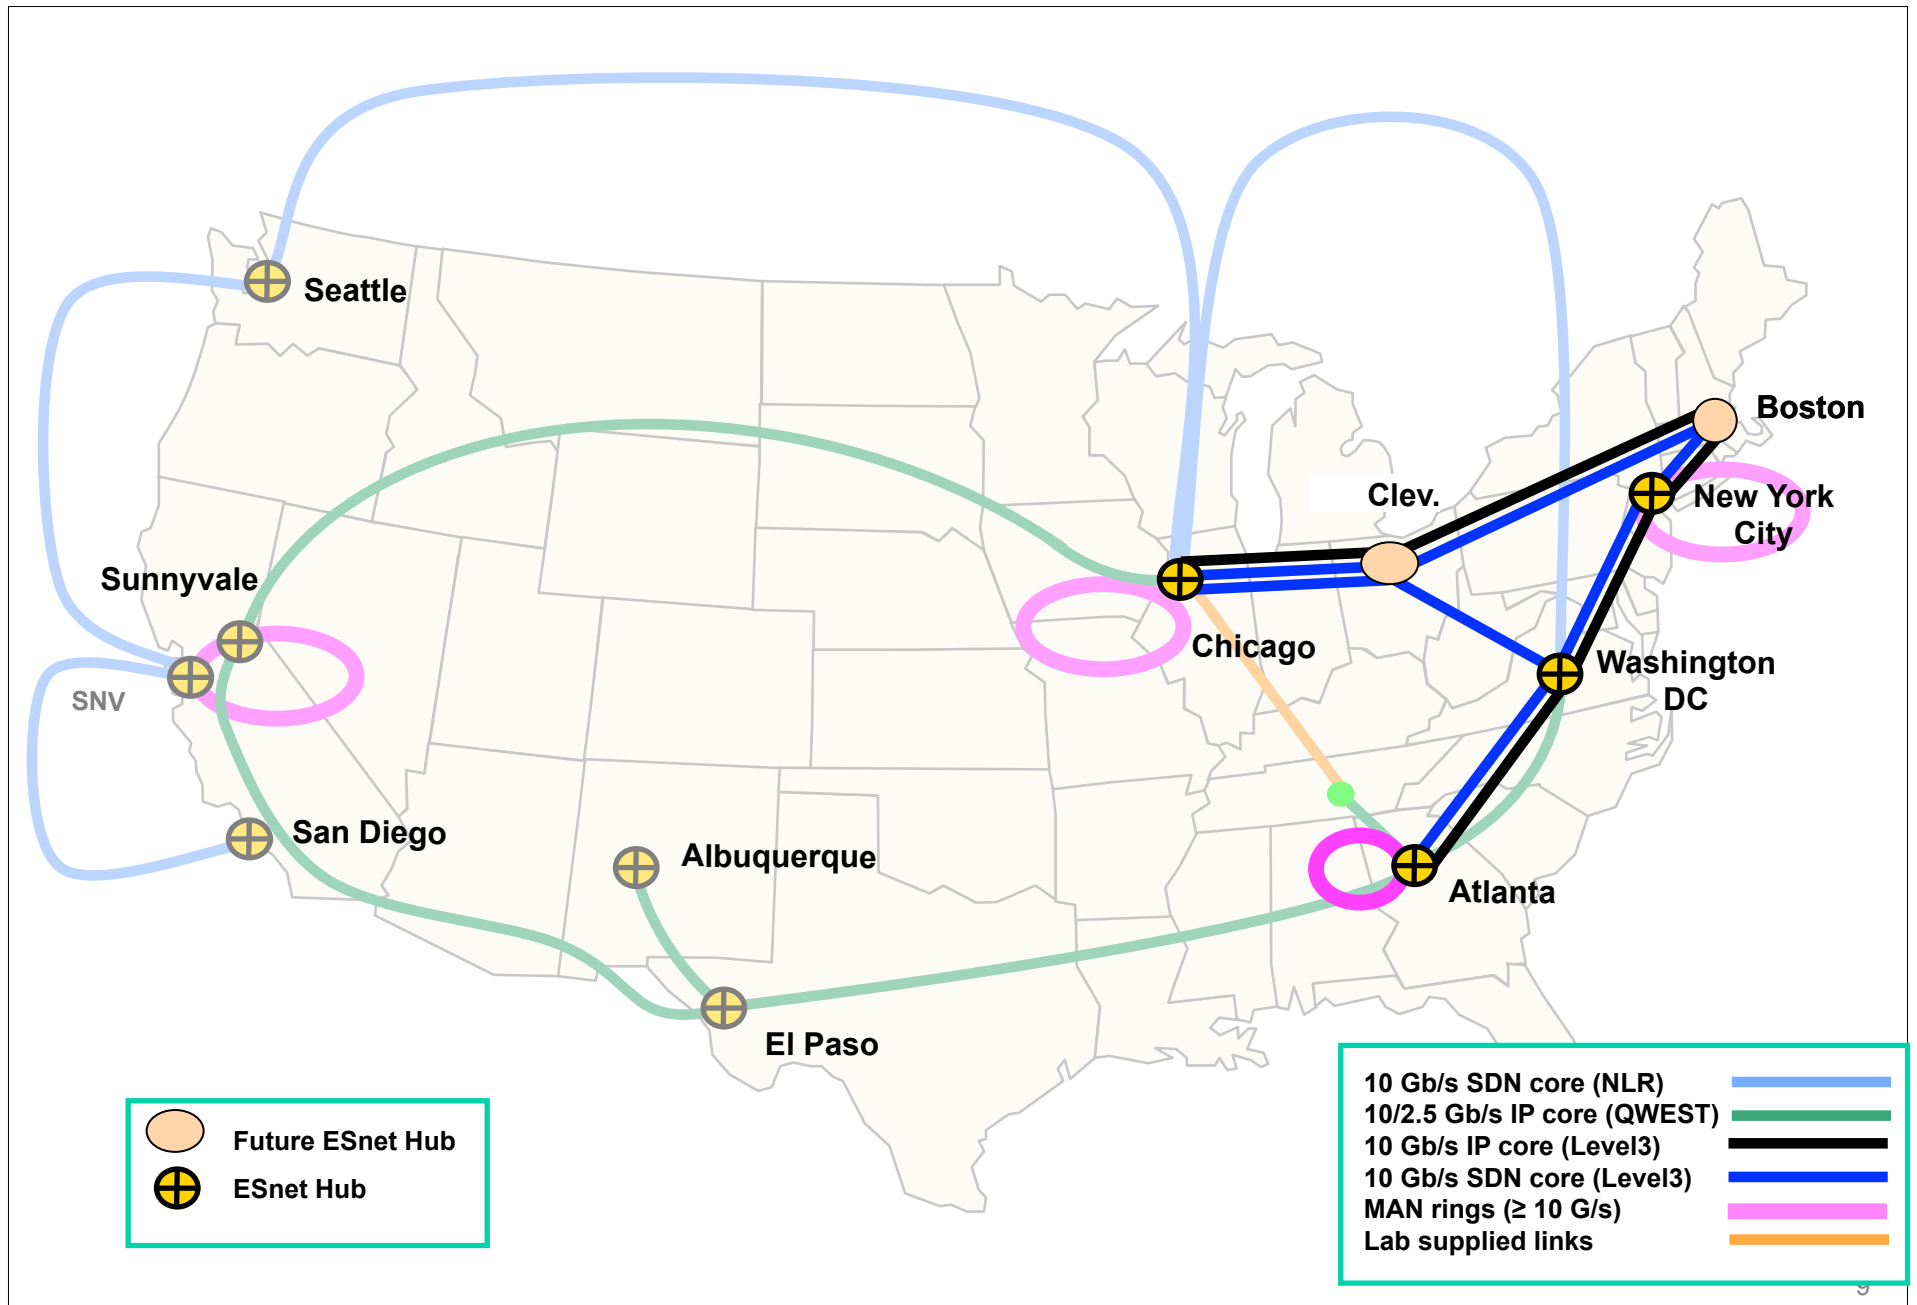 Seattle
Boston
Clev.
New York
City
Sunnyvale
Chicago
Washington
DC
SNV
San Diego
Albuquerque
Atlanta
El Paso
Future ESnet Hub
ESnet Hub
10 Gb/s SDN core (NLR)
10/2.5 Gb/s IP core (QWEST)
10 Gb/s IP core (Level3)
10 Gb/s SDN core (Level3)
MAN rings (≥ 10 G/s)
Lab supplied links
9